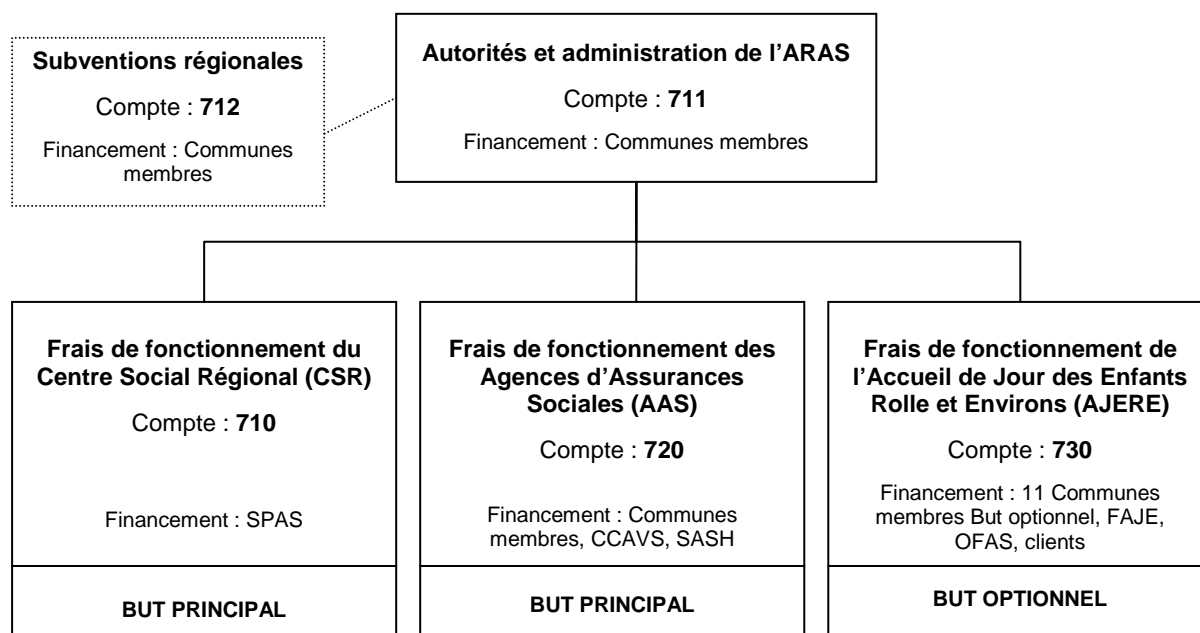 Subventions régionales
Compte : 712
Financement : Communes
membres
Autorités et administration de l’ARAS
Compte : 711
Financement : Communes membres
Frais de fonctionnement du
Centre Social Régional (CSR)
Compte : 710
Financement : SPAS
BUT PRINCIPAL
Frais de fonctionnement des
Agences d’Assurances
Sociales (AAS)
Compte : 720
Financement : Communes
membres, CCAVS, SASH
BUT PRINCIPAL
Frais de fonctionnement de
l’Accueil de Jour des Enfants
Rolle et Environs (AJERE)
Compte : 730
Financement : 11 Communes
membres But optionnel, FAJE,
OFAS, clients
BUT OPTIONNEL